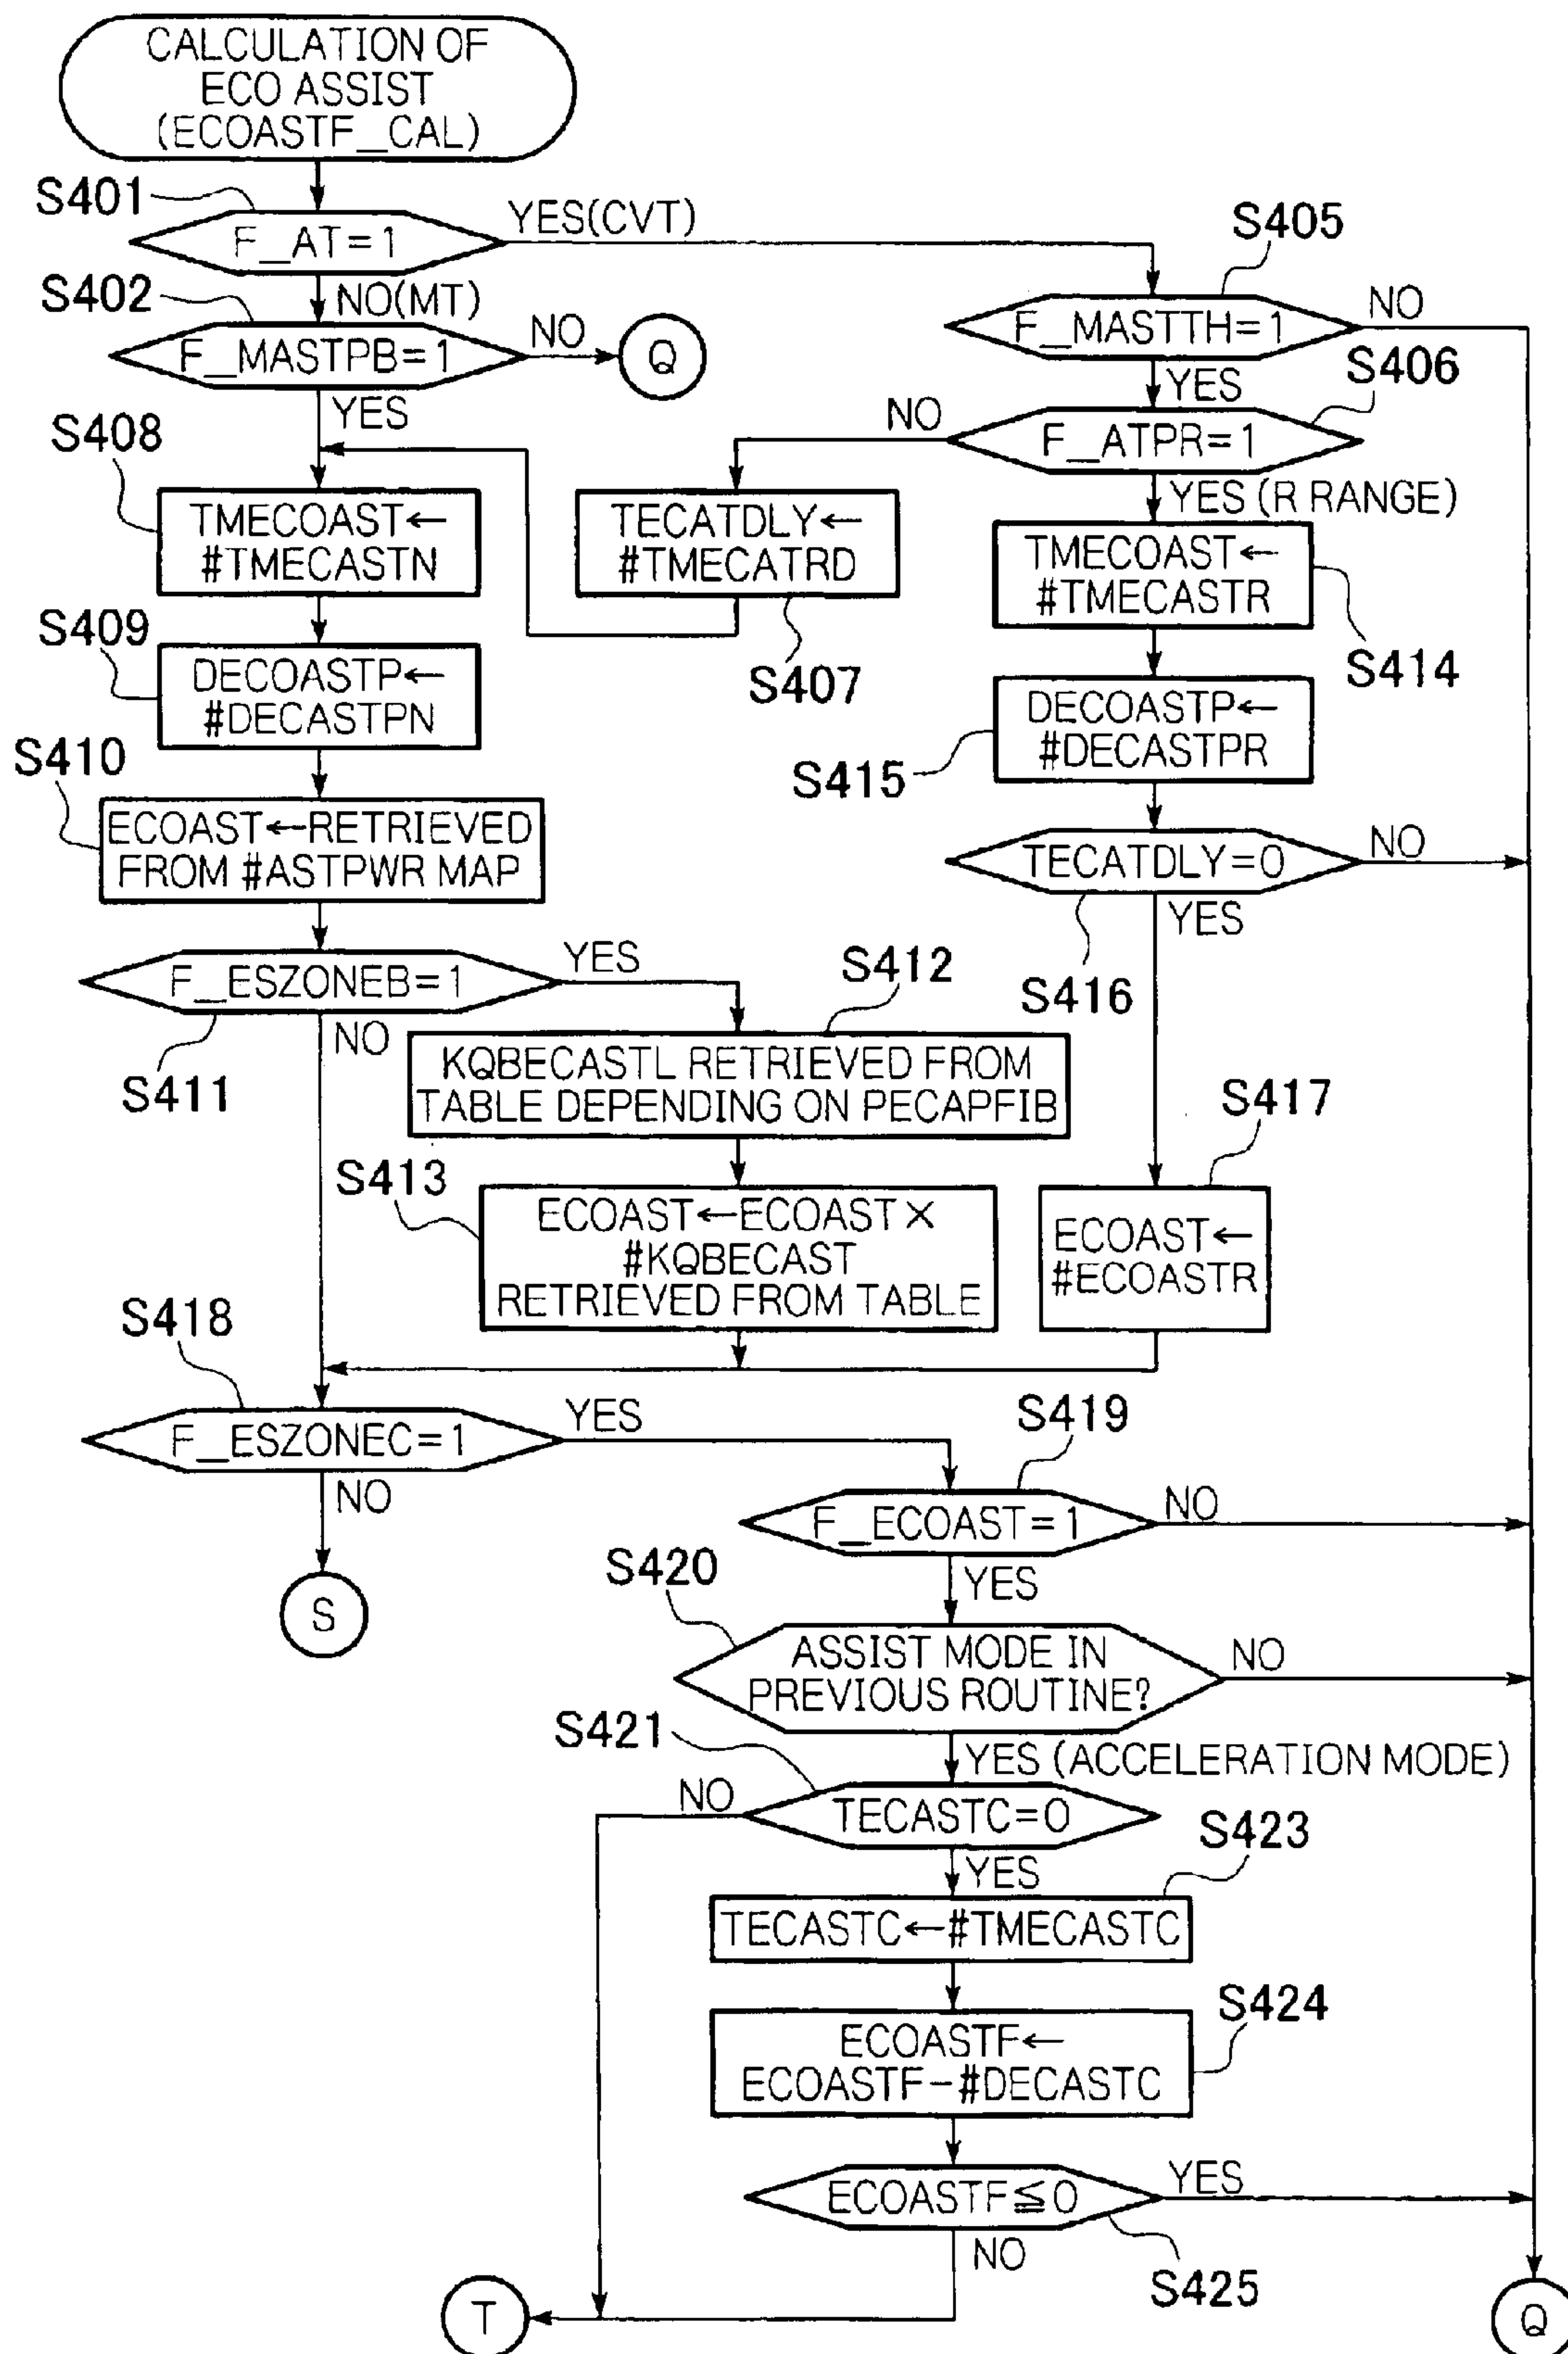 CALCULATION OF
ECO ASSIST
(ECOASTF_CAL)
S401
F_AT=1
YES(CVT)
NO(MT)
S402
F_MASTPB=1
NO
Q
YES
S405
F_MASTTH=1
NO
YES
S406
F_ATPR=1
NO
YES (R RANGE)
S408
TMECOAST←
#TMECASTN
TECATDLY←
#TMECATRD
S407
TMECOAST←
#TMECASTR
S414
S409
DECOASTP←
#DECASTPN
DECOASTP←
#DECASTPR
S415
S410
ECOAST←RETRIEVED
FROM #ASTPWR MAP
TECATDLY=0
NO
YES
S416
F_ESZONEB=1
YES
NO
S411
S412
KQBECASTL RETRIEVED FROM
TABLE DEPENDING ON PECAPFIB
S413
ECOAST←ECOAST×
#KQBECAST
RETRIEVED FROM TABLE
S417
ECOAST←
#ECOASTR
S418
F_ESZONEC=1
YES
NO
S
S419
F_ECOAST=1
NO
YES
S420
ASSIST MODE IN
PREVIOUS ROUTINE?
NO
YES (ACCELERATION MODE)
S421
TECASTC=0
NO
YES
S423
TECASTC←#TMECASTC
S424
ECOASTF←
ECOASTF-#DECASTC
ECOASTF≦0
YES
NO
S425
T
Q